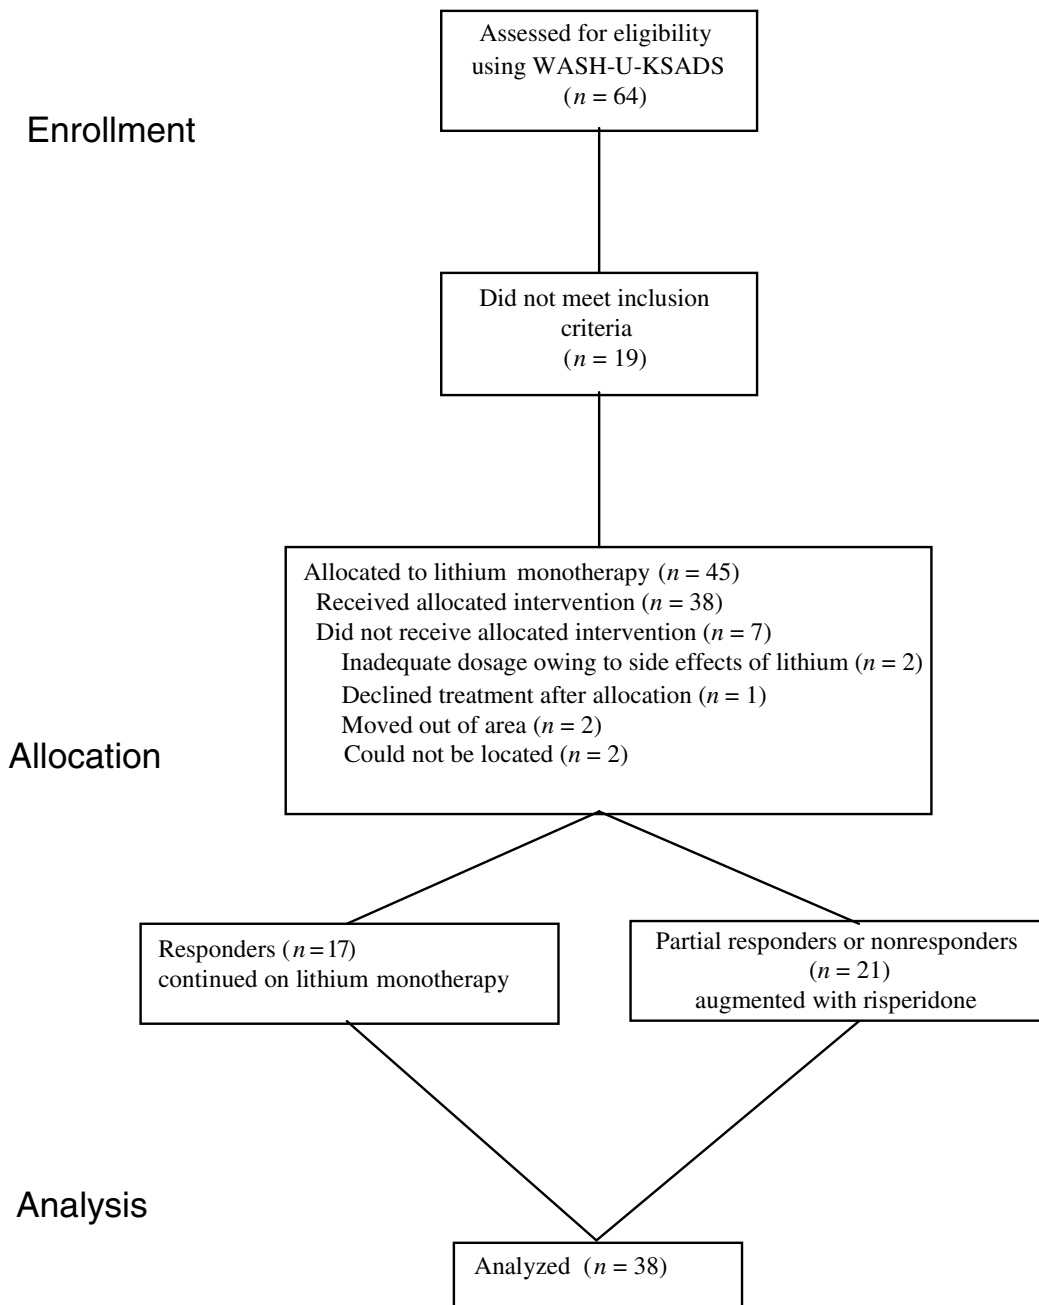 Assessed for eligibility
using WASH-U-KSADS
(n = 64)
Enrollment
Did not meet inclusion
criteria
(n = 19)
Allocated to lithium monotherapy (n = 45)
Received allocated intervention (n = 38)
Did not receive allocated intervention (n = 7)
Inadequate dosage owing to side effects of lithium (n = 2)
Declined treatment after allocation (n = 1)
Moved out of area (n = 2)
Could not be located (n = 2)
Allocation
Responders (n = 17)
continued on lithium monotherapy
Partial responders or nonresponders
(n = 21)
augmented with risperidone
Analysis
Analyzed (n = 38)